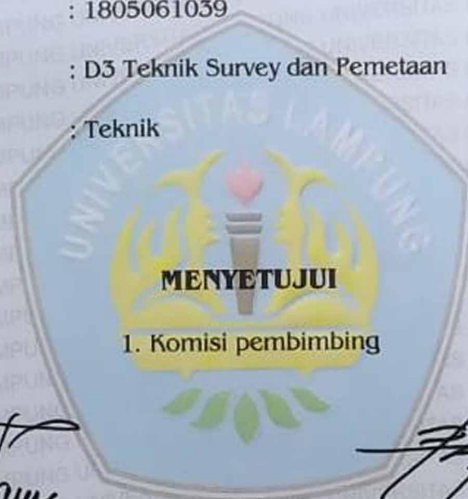 : 1805061039
: D3 Teknik Survey dan Pemetaan
: Teknik
UNIVERSITAS LAMPUNG
MENYETUJUI
1. Komisi pembimbing